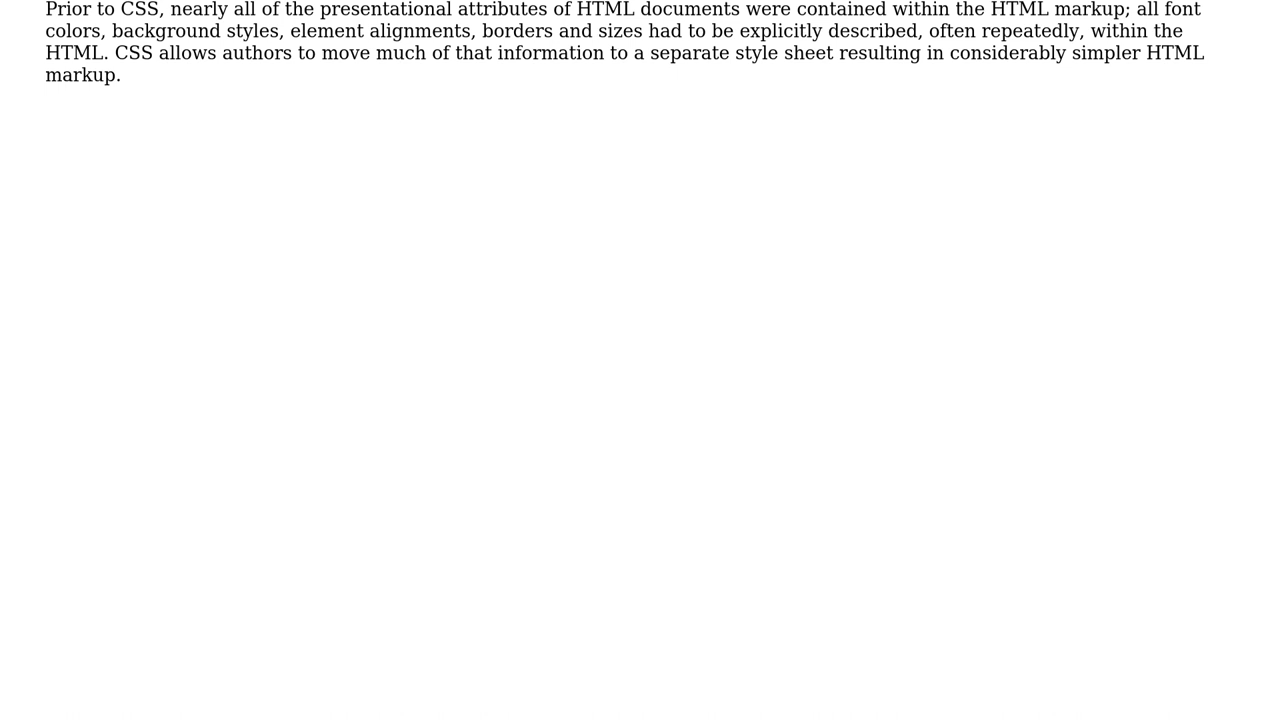 Prior to CSS, nearly all of the presentational attributes of HTML documents were contained within the HTML markup; all font
colors, background styles, element alignments, borders and sizes had to be explicitly described, often repeatedly, within the
HTML. CSS allows authors to move much of that information to a separate style sheet resulting in considerably simpler HTML
markup.